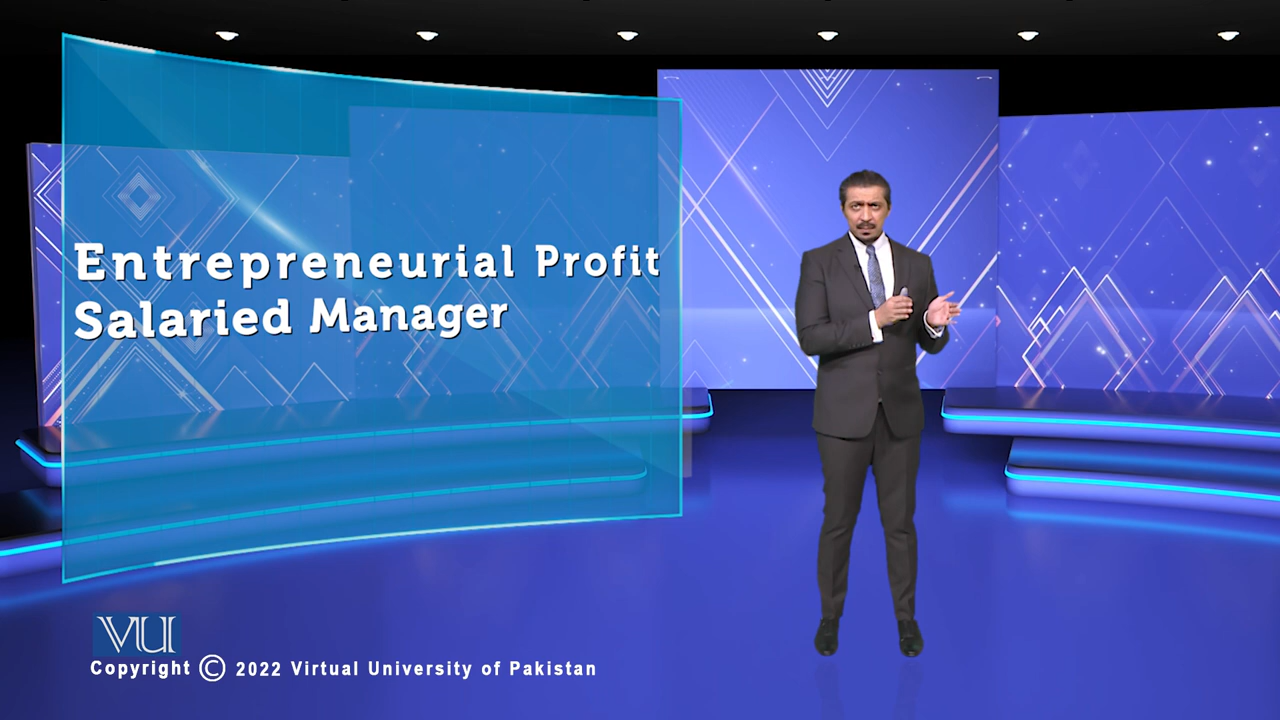 Entrepreneurial Profit
Salaried Manager
VU
Copyright © 2022 Virtual University of Pakistan